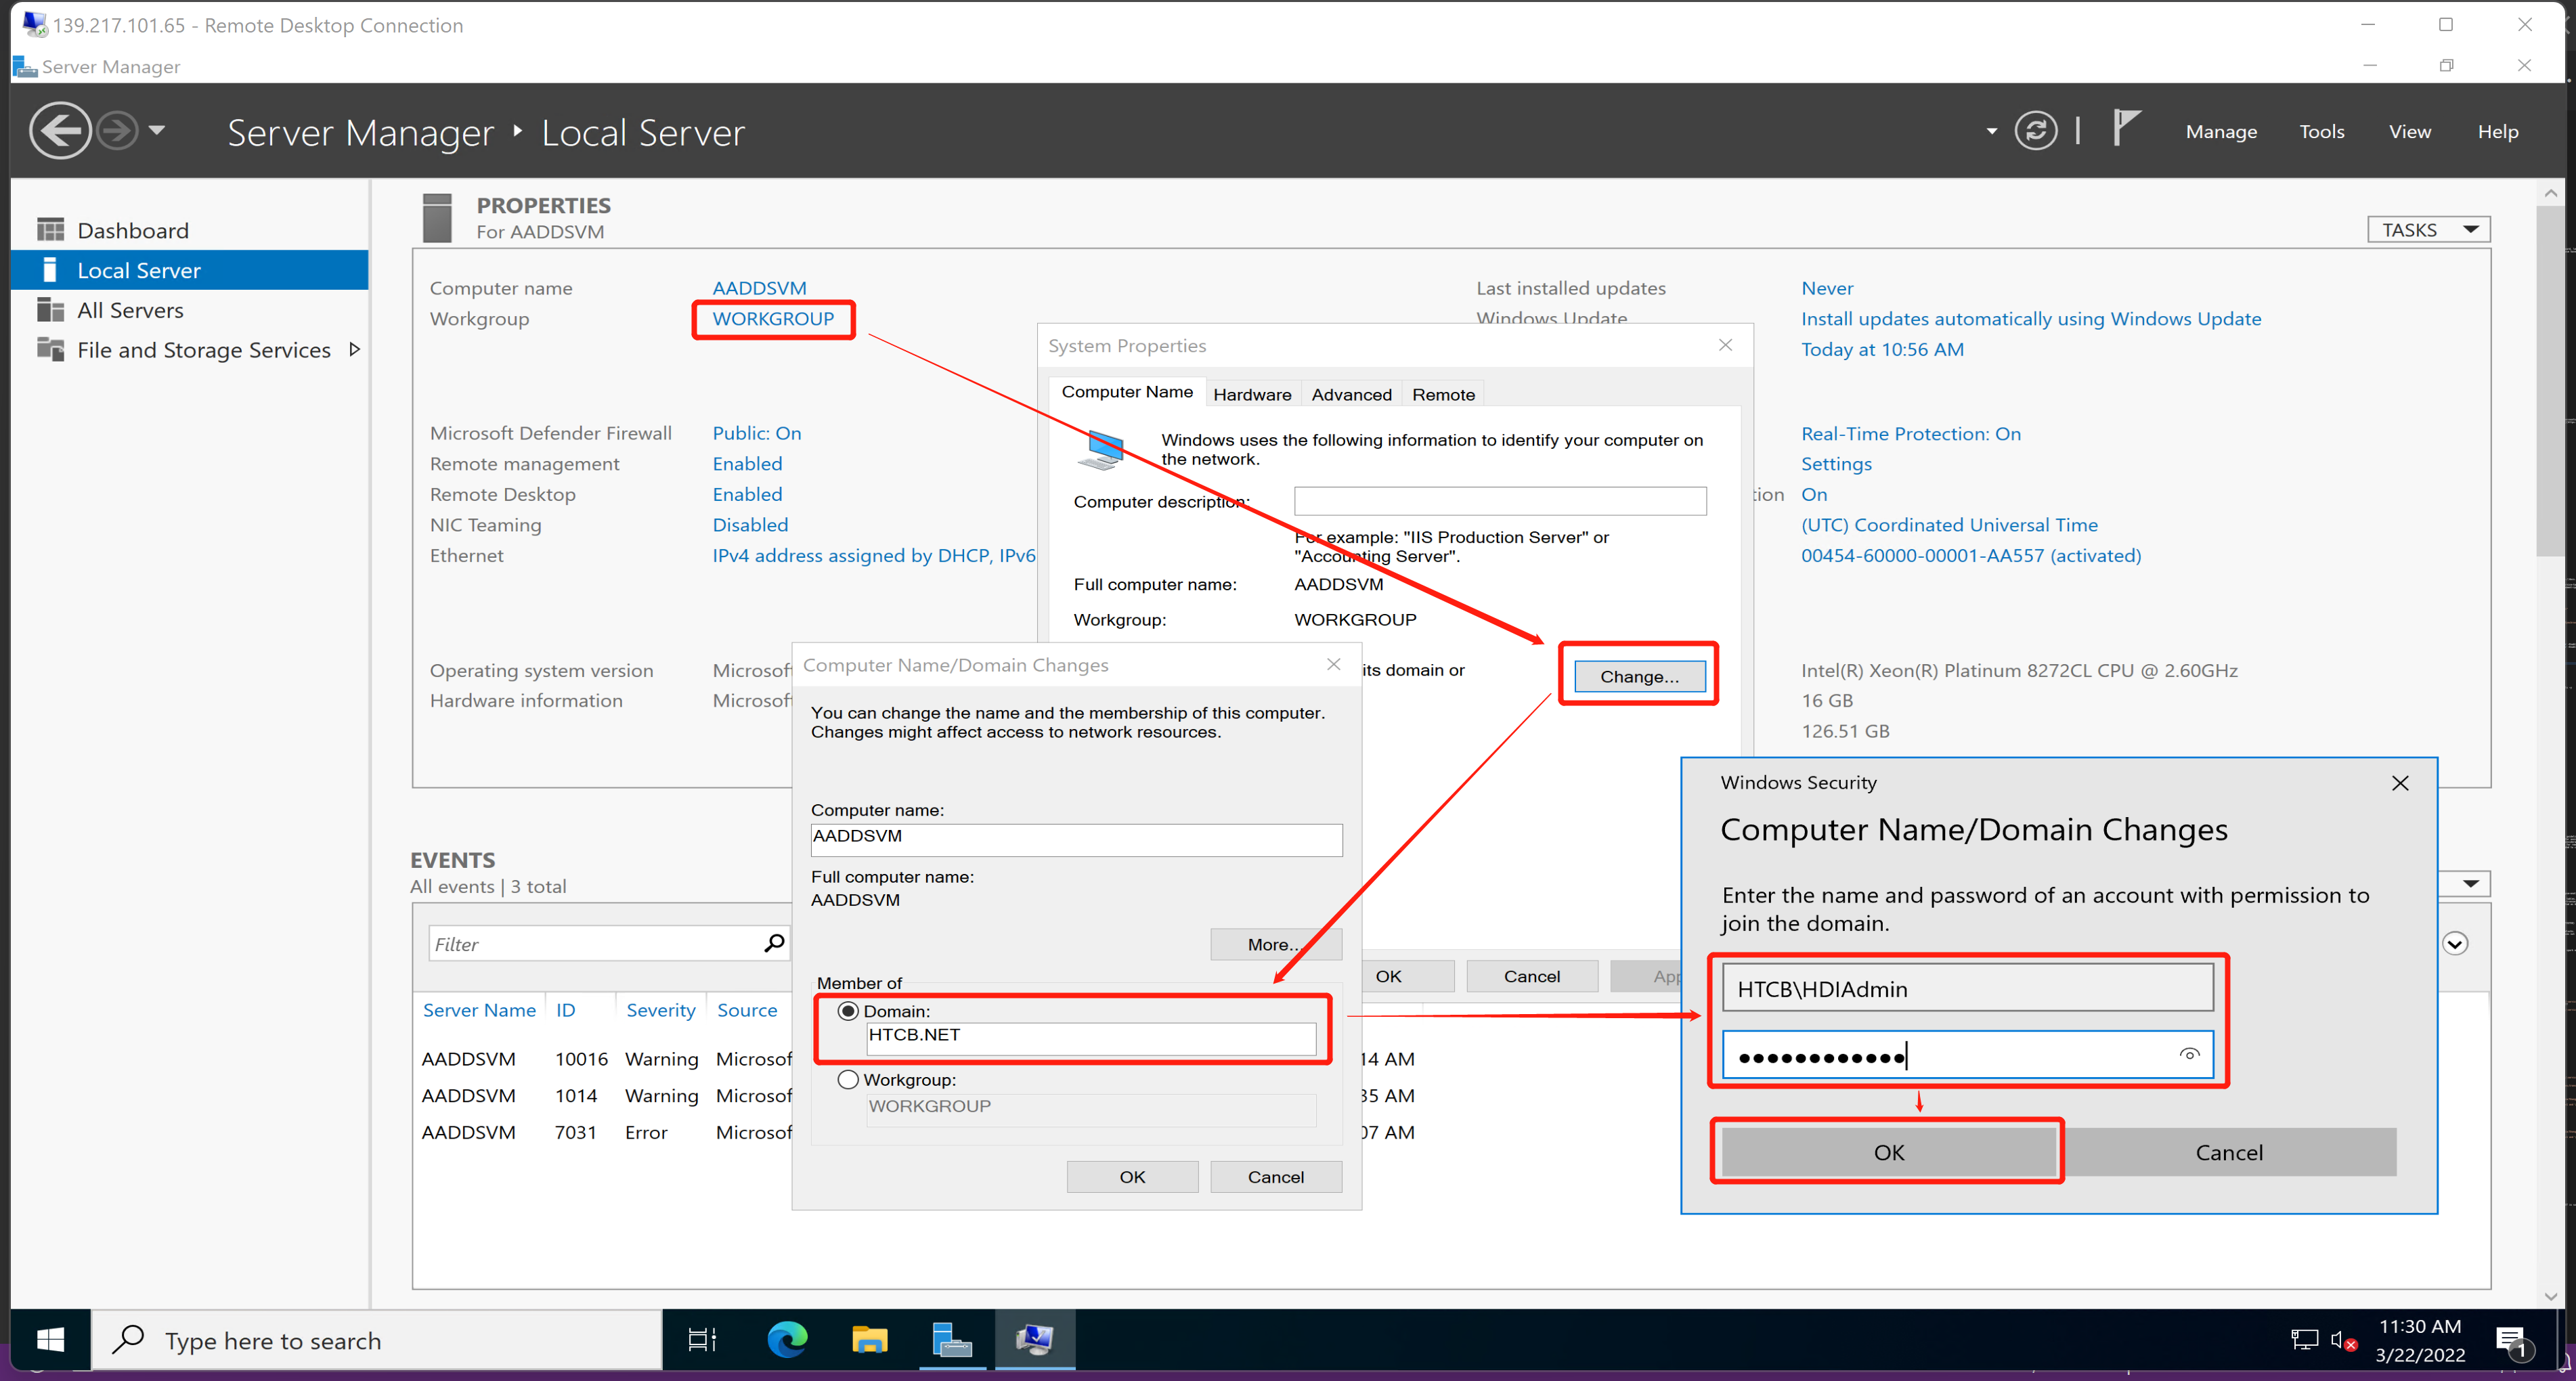 139.217.101.65 - Remote Desktop Connection
Server Manager
Server Manager ‣ Local Server
Manage Tools View Help
Dashboard
Local Server
All Servers
File and Storage Services
PROPERTIES
For AADDSVM
TASKS
Computer name AADDSVM
Workgroup WORKGROUP
Last installed updates Never
Windows Update Install updates automatically using Windows Update
Today at 10:56 AM
Microsoft Defender Firewall Public: On
Remote management Enabled
Remote Desktop Enabled
NIC Teaming Disabled
Ethernet IPv4 address assigned by DHCP, IPv6
Real-Time Protection: On
Settings
tion On
(UTC) Coordinated Universal Time
00454-60000-00001-AA557 (activated)
Operating system version Microsof
Hardware information Microsof
Intel(R) Xeon(R) Platinum 8272CL CPU @ 2.60GHz
16 GB
126.51 GB
System Properties
Computer Name Hardware Advanced Remote
Windows uses the following information to identify your computer on
the network.
Computer description:
For example: "IIS Production Server" or
"Accounting Server".
Full computer name: AADDSVM
Workgroup: WORKGROUP
its domain or
Change...
OK Cancel App
Computer Name/Domain Changes
You can change the name and the membership of this computer.
Changes might affect access to network resources.
Computer name:
AADDSVM
Full computer name:
AADDSVM
More...
Member of
Domain:
HTCB.NET
Workgroup:
WORKGROUP
OK Cancel
Windows Security
Computer Name/Domain Changes
Enter the name and password of an account with permission to
join the domain.
HTCB\HDIAdmin
●●●●●●●●●●●●
OK Cancel
EVENTS
All events | 3 total
Filter
Server Name ID Severity Source
AADDSVM 10016 Warning Microsof 14 AM
AADDSVM 1014 Warning Microsof 35 AM
AADDSVM 7031 Error Microsof 07 AM
Type here to search
11:30 AM
3/22/2022
1